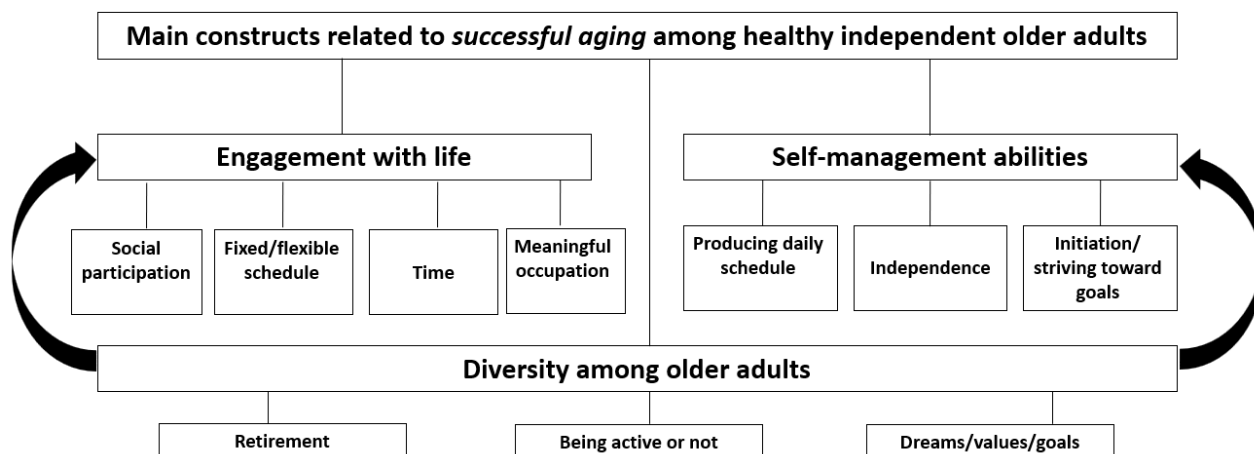 Main constructs related to successful aging among healthy independent older adults
Engagement with life
Self-management abilities
Social
participation
Fixed/flexible
schedule
Time
Meaningful
occupation
Producing daily
schedule
Independence
Initiation/
striving toward
goals
Diversity among older adults
Retirement
Being active or not
Dreams/values/goals